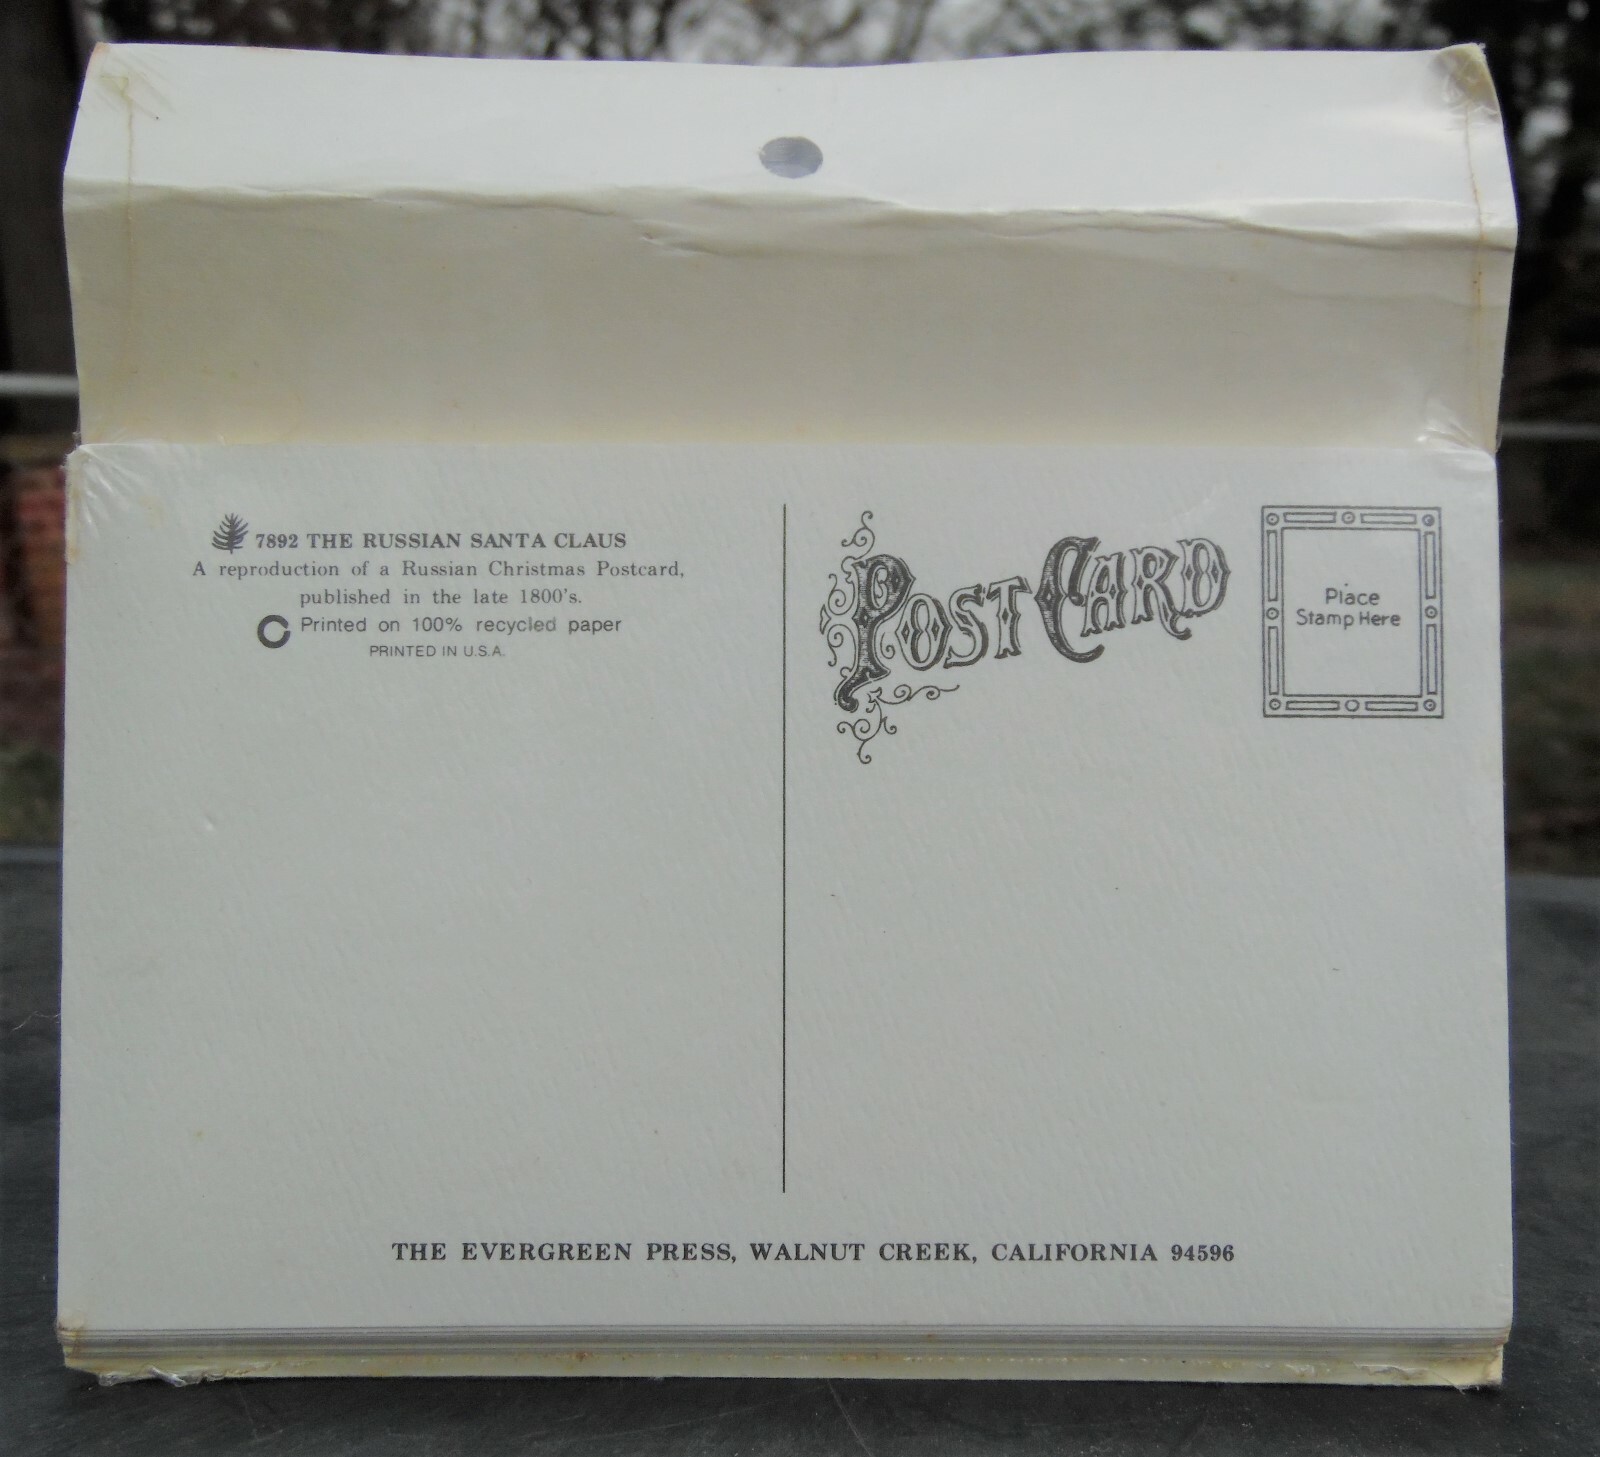 7892 THE RUSSIAN SANTA CLAUS
A reproduction of a Russian Christmas Postcard,
published in the late 1800's.
Printed on 100% recycled paper
PRINTED IN U.S.A.
POST CARD
Place
Stamp Here
THE EVERGREEN PRESS, WALNUT CREEK, CALIFORNIA 94596